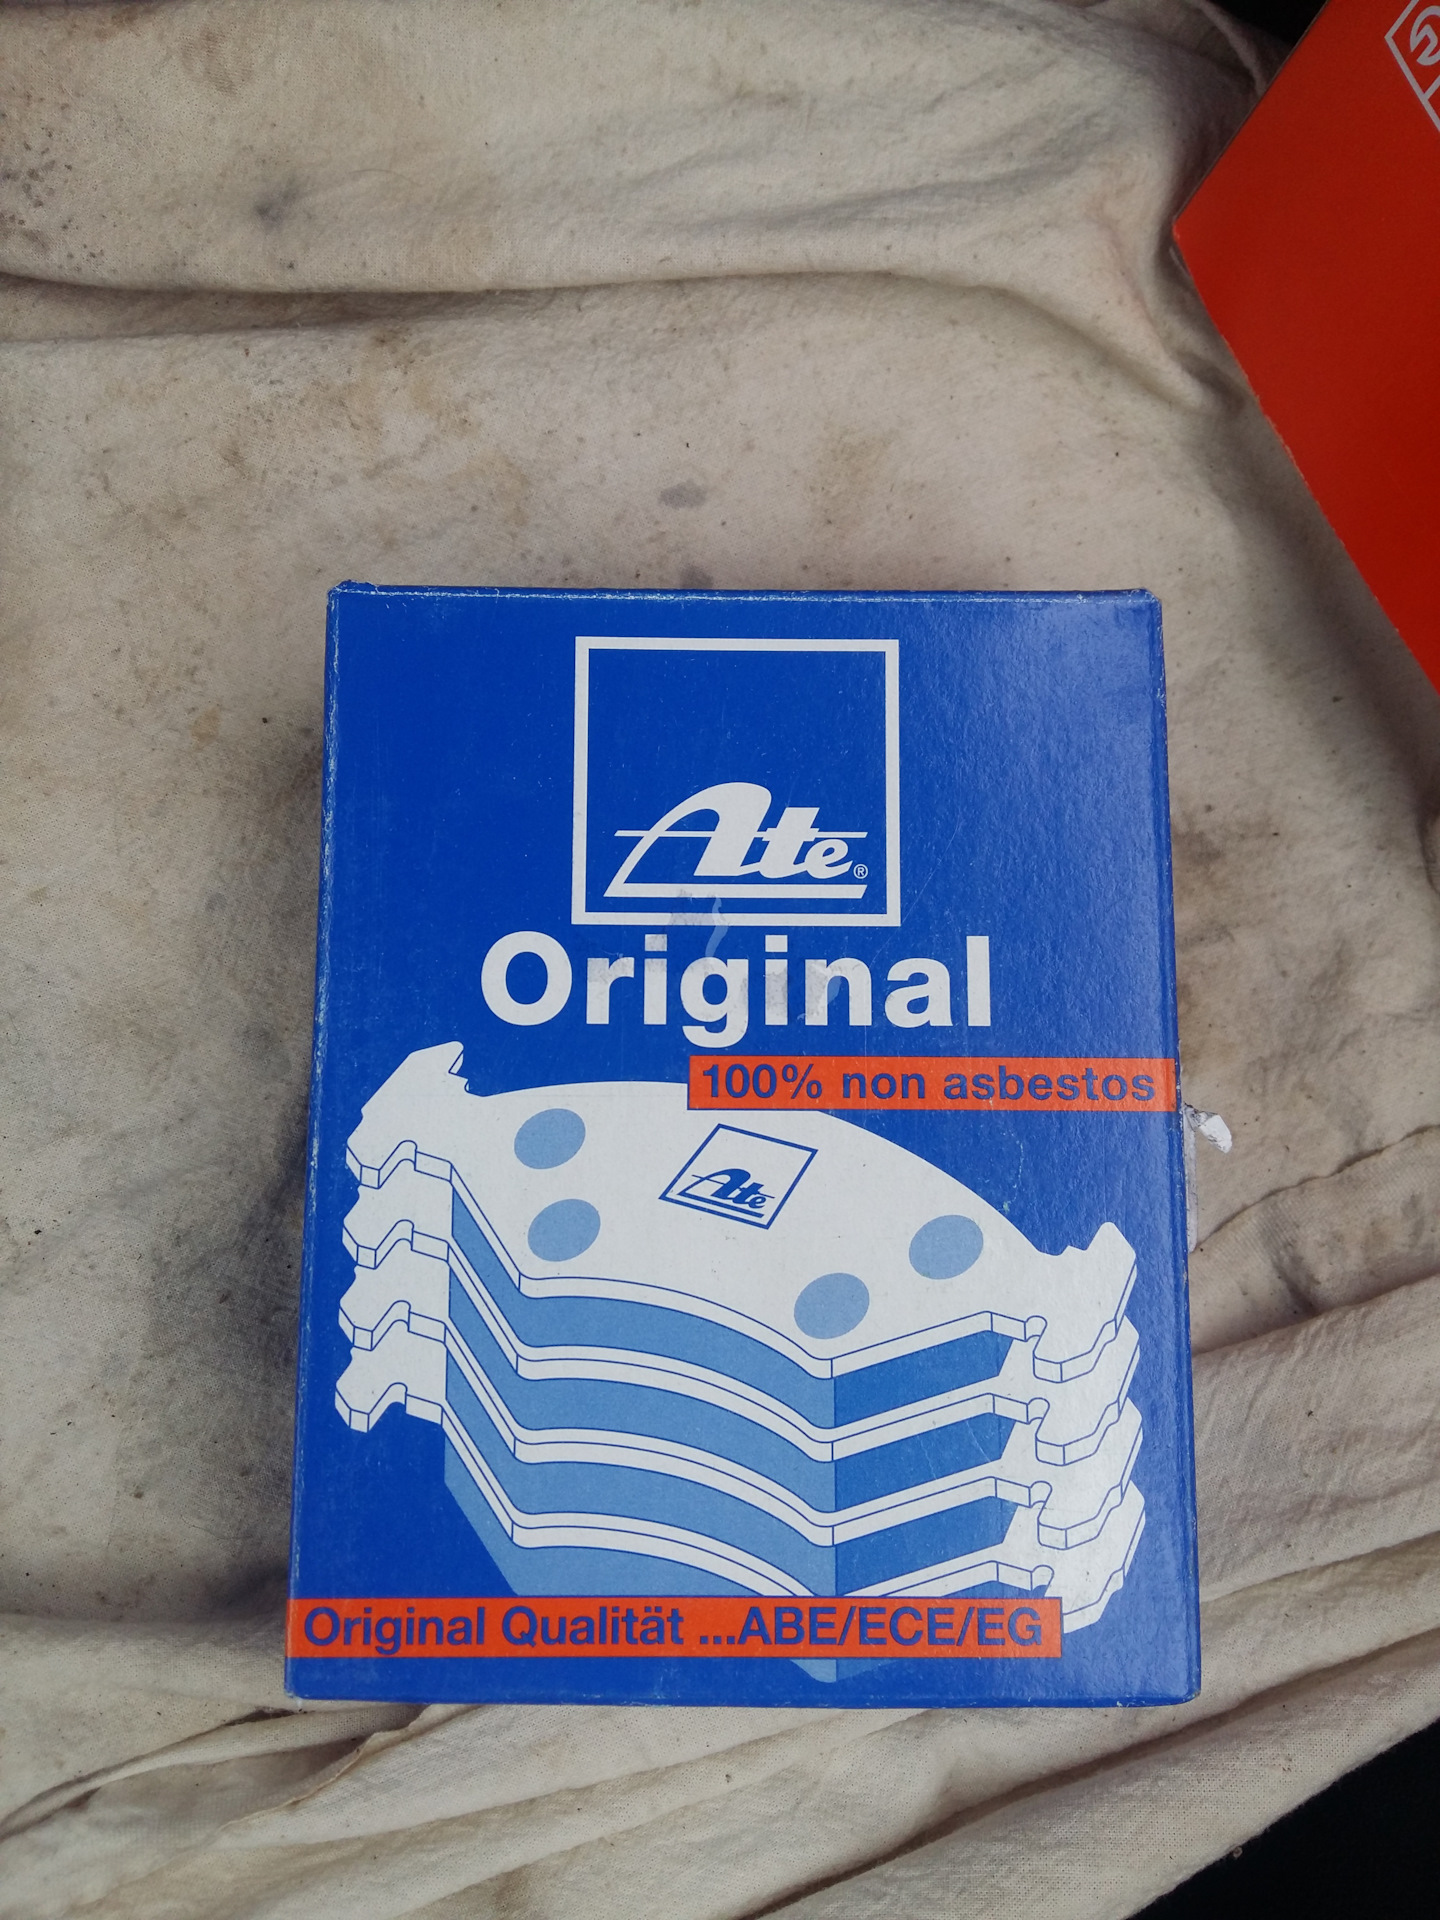 Ate®
Original
100% non asbestos
Ate
Original Qualität ...ABE/ECE/EG